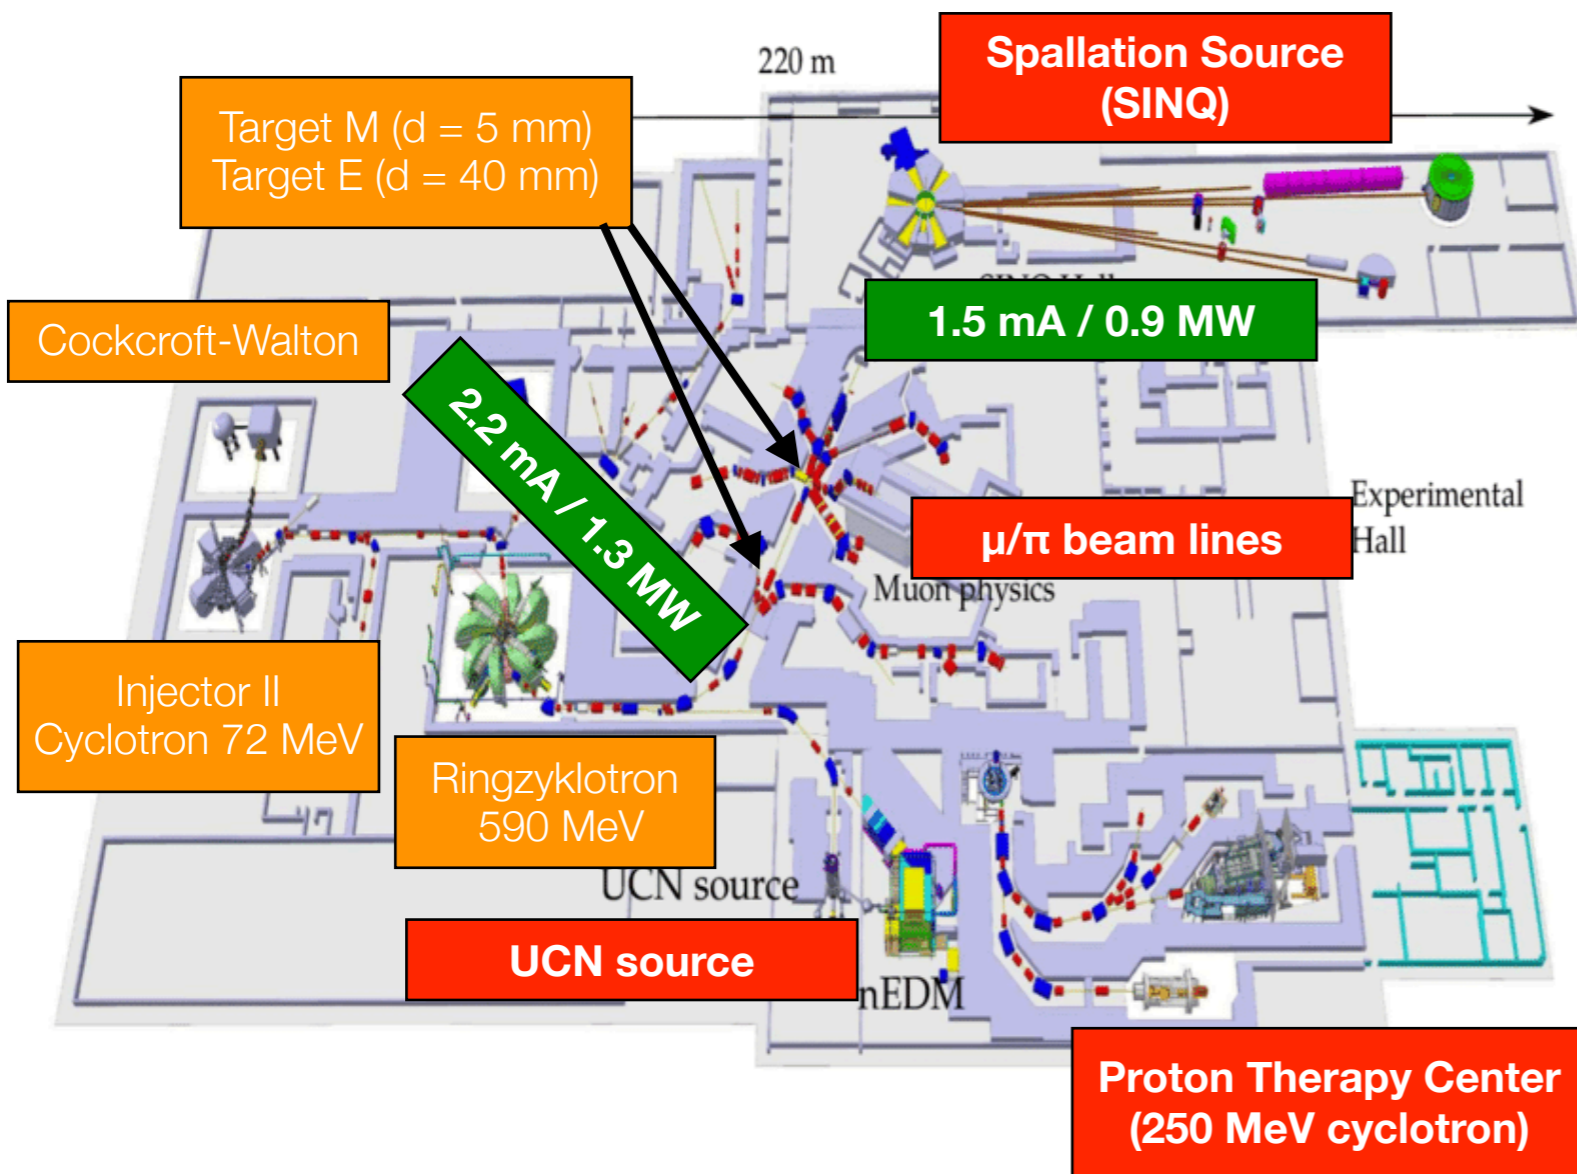 220 m
Spallation Source
(SINQ)
Target M (d = 5 mm)
Target E (d = 40 mm)
1.5 mA / 0.9 MW
Cockcroft-Walton
2.2 mA / 1.3 MW
Experimental
Hall
µ/π beam lines
Muon physics
Injector II
Cyclotron 72 MeV
Ringzyklotron
590 MeV
UCN source
UCN source
nEDM
Proton Therapy Center
(250 MeV cyclotron)